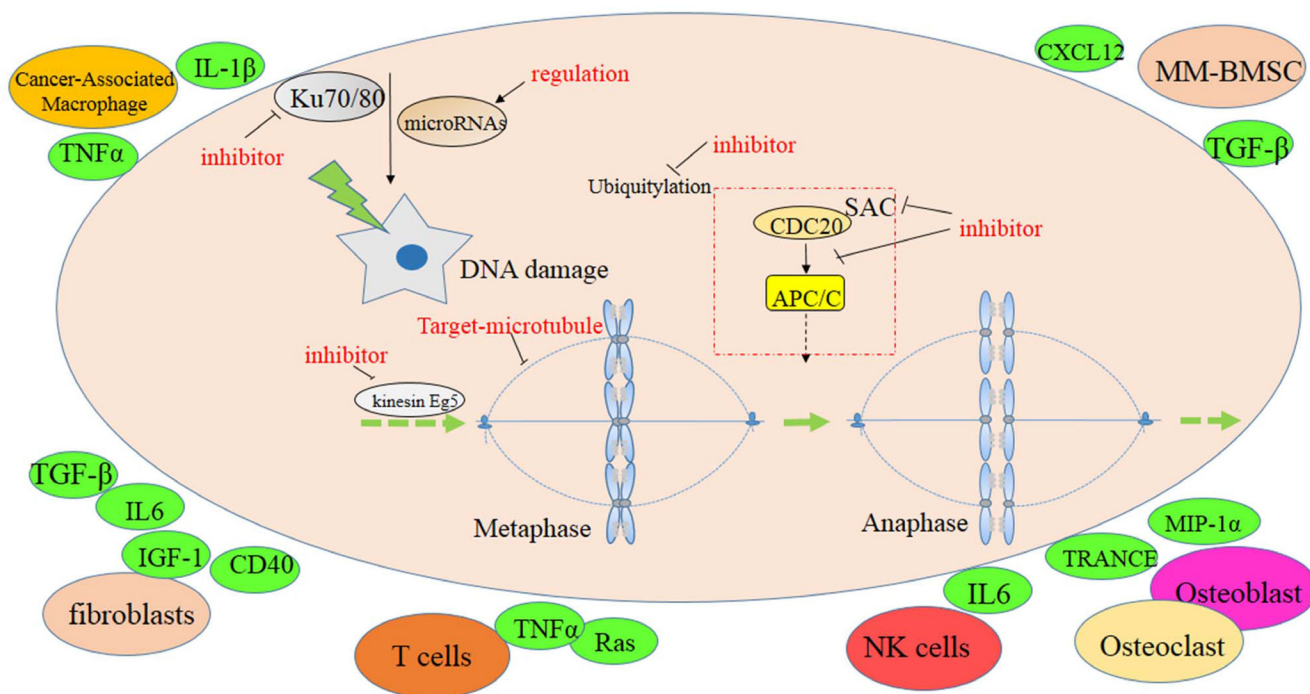 Cancer-Associated
Macrophage
IL-1β
TNFα
Ku70/80
regulation
microRNAs
inhibitor
CXCL12
MM-BMSC
TGF-β
inhibitor
Ubiquitylation
SAC
CDC20
inhibitor
APC/C
DNA damage
Target-microtubule
inhibitor
kinesin Eg5
Metaphase
Anaphase
TGF-β
IL6
IGF-1
CD40
fibroblasts
T cells
TNFα
Ras
NK cells
IL6
TRANCE
MIP-1α
Osteoblast
Osteoclast